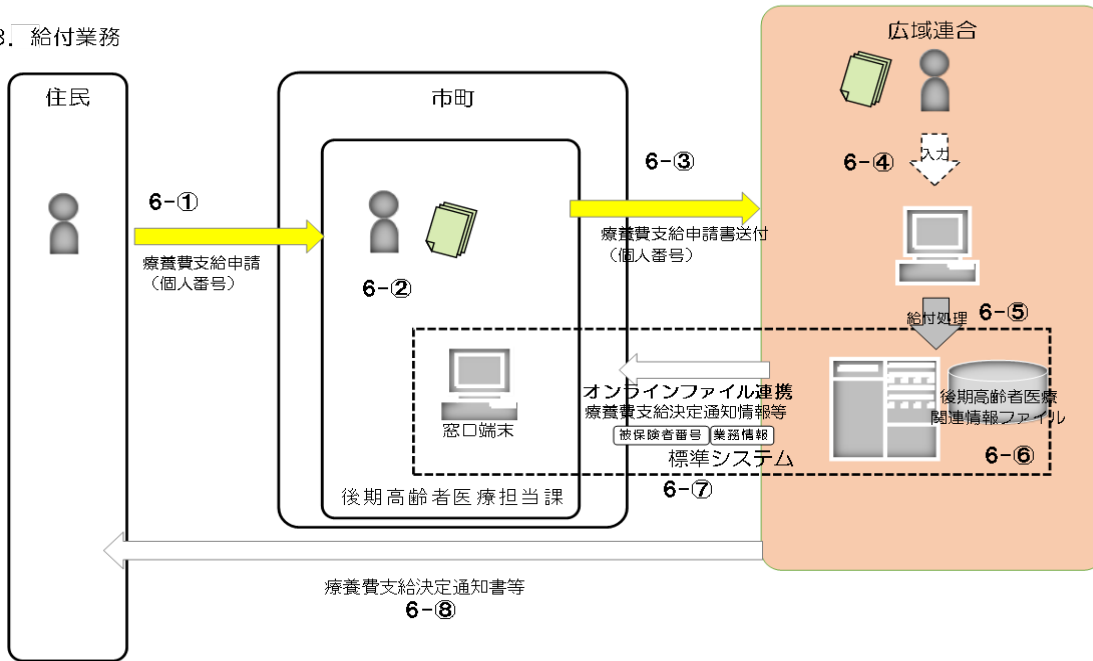 3. 給付業務
広域連合
住民
市町
6-③
6-④
入力
6-①
療養費支給申請
(個人番号)
6-②
療養費支給申請書送付
(個人番号)
給付処理
6-⑤
オンラインファイル連携
療養費支給決定通知情報等
被保険者番号 業務情報
標準システム
窓口端末
後期高齢者医療
関連情報ファイル
6-⑥
6-⑦
後期高齢者医療担当課
療養費支給決定通知書等
6-⑧